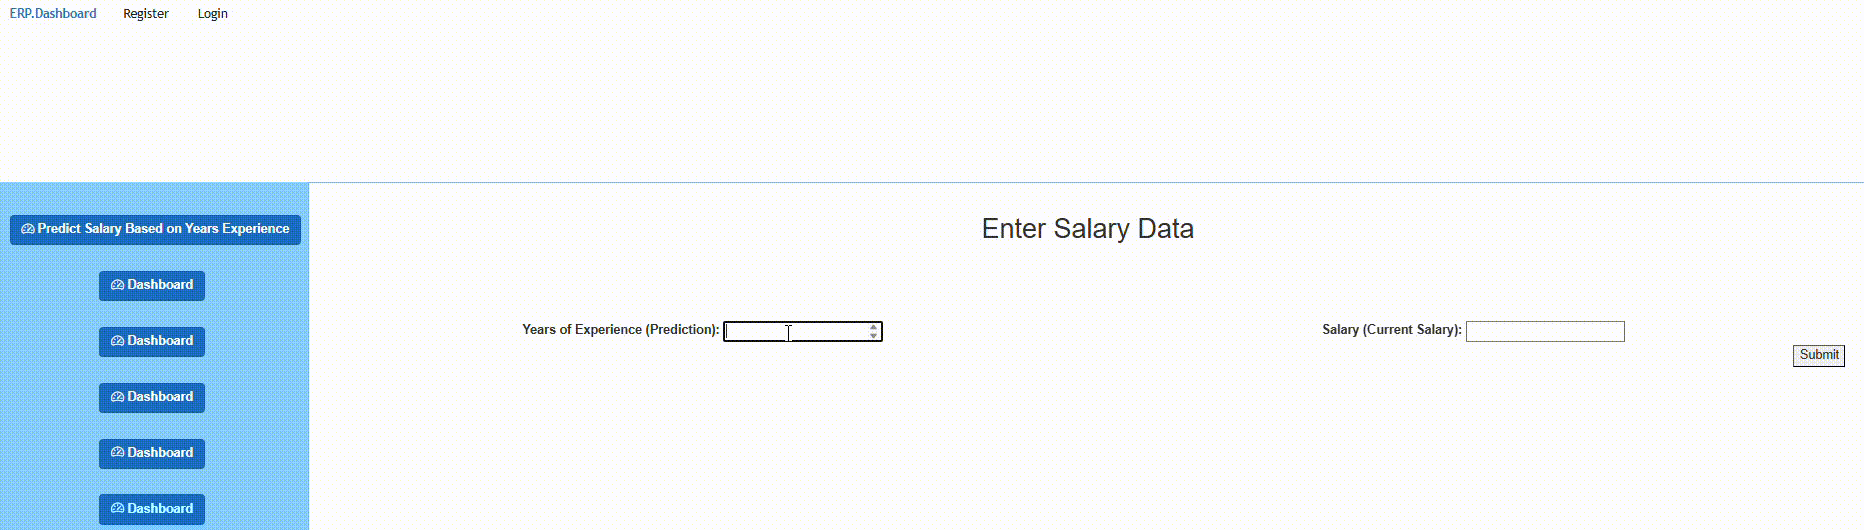 ERP.Dashboard Register Login
Predict Salary Based on Years Experience
Enter Salary Data
Dashboard
Years of Experience (Prediction): Salary (Current Salary):
Dashboard
Submit
Dashboard
Dashboard
Dashboard